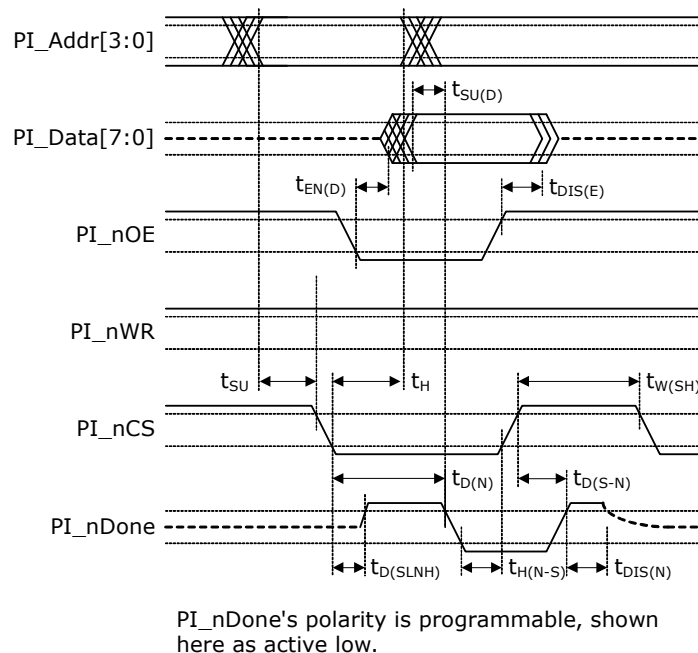 PI_Addr[3:0]
tSU(D)
PI_Data[7:0]
tEN(D)
tDIS(E)
PI_nOE
PI_nWR
tSU
tH
tW(SH)
PI_nCS
tD(N)
tD(S-N)
PI_nDone
tD(SLNH)
tH(N-S)
tDIS(N)
PI_nDone's polarity is programmable, shown
here as active low.